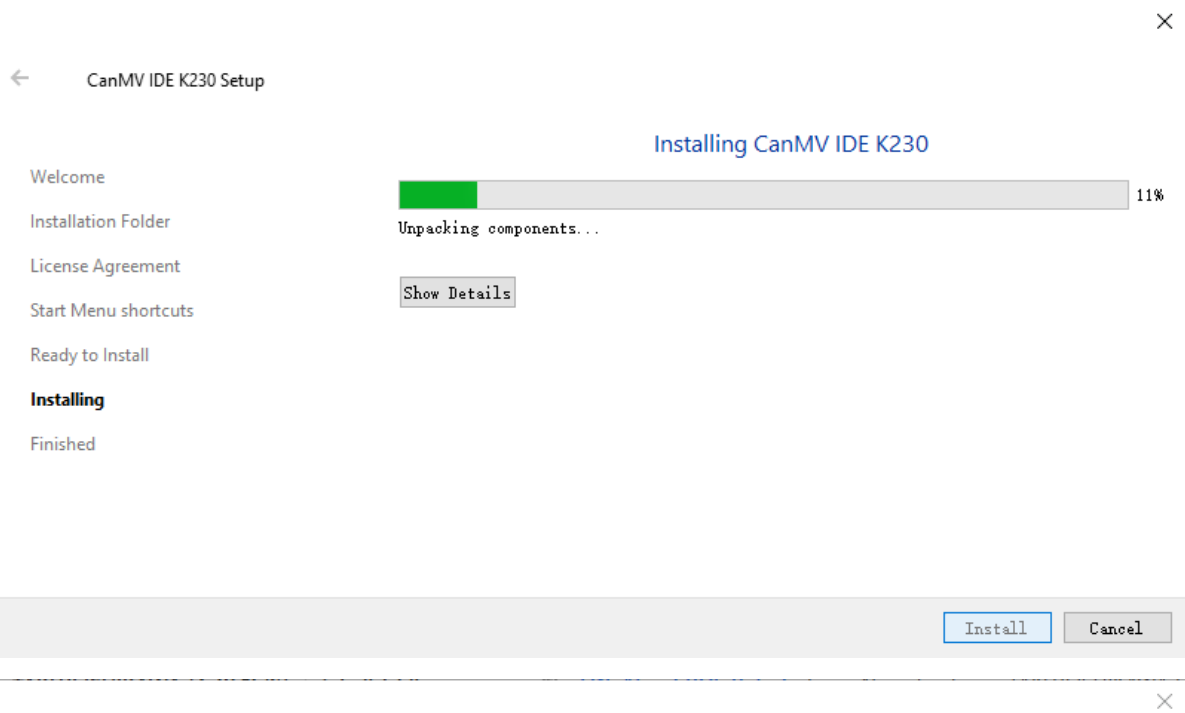 CanMV IDE K230 Setup
Installing CanMV IDE K230
Welcome
11%
Installation Folder
Unpacking components...
License Agreement
Show Details
Start Menu shortcuts
Ready to Install
Installing
Finished
Install
Cancel